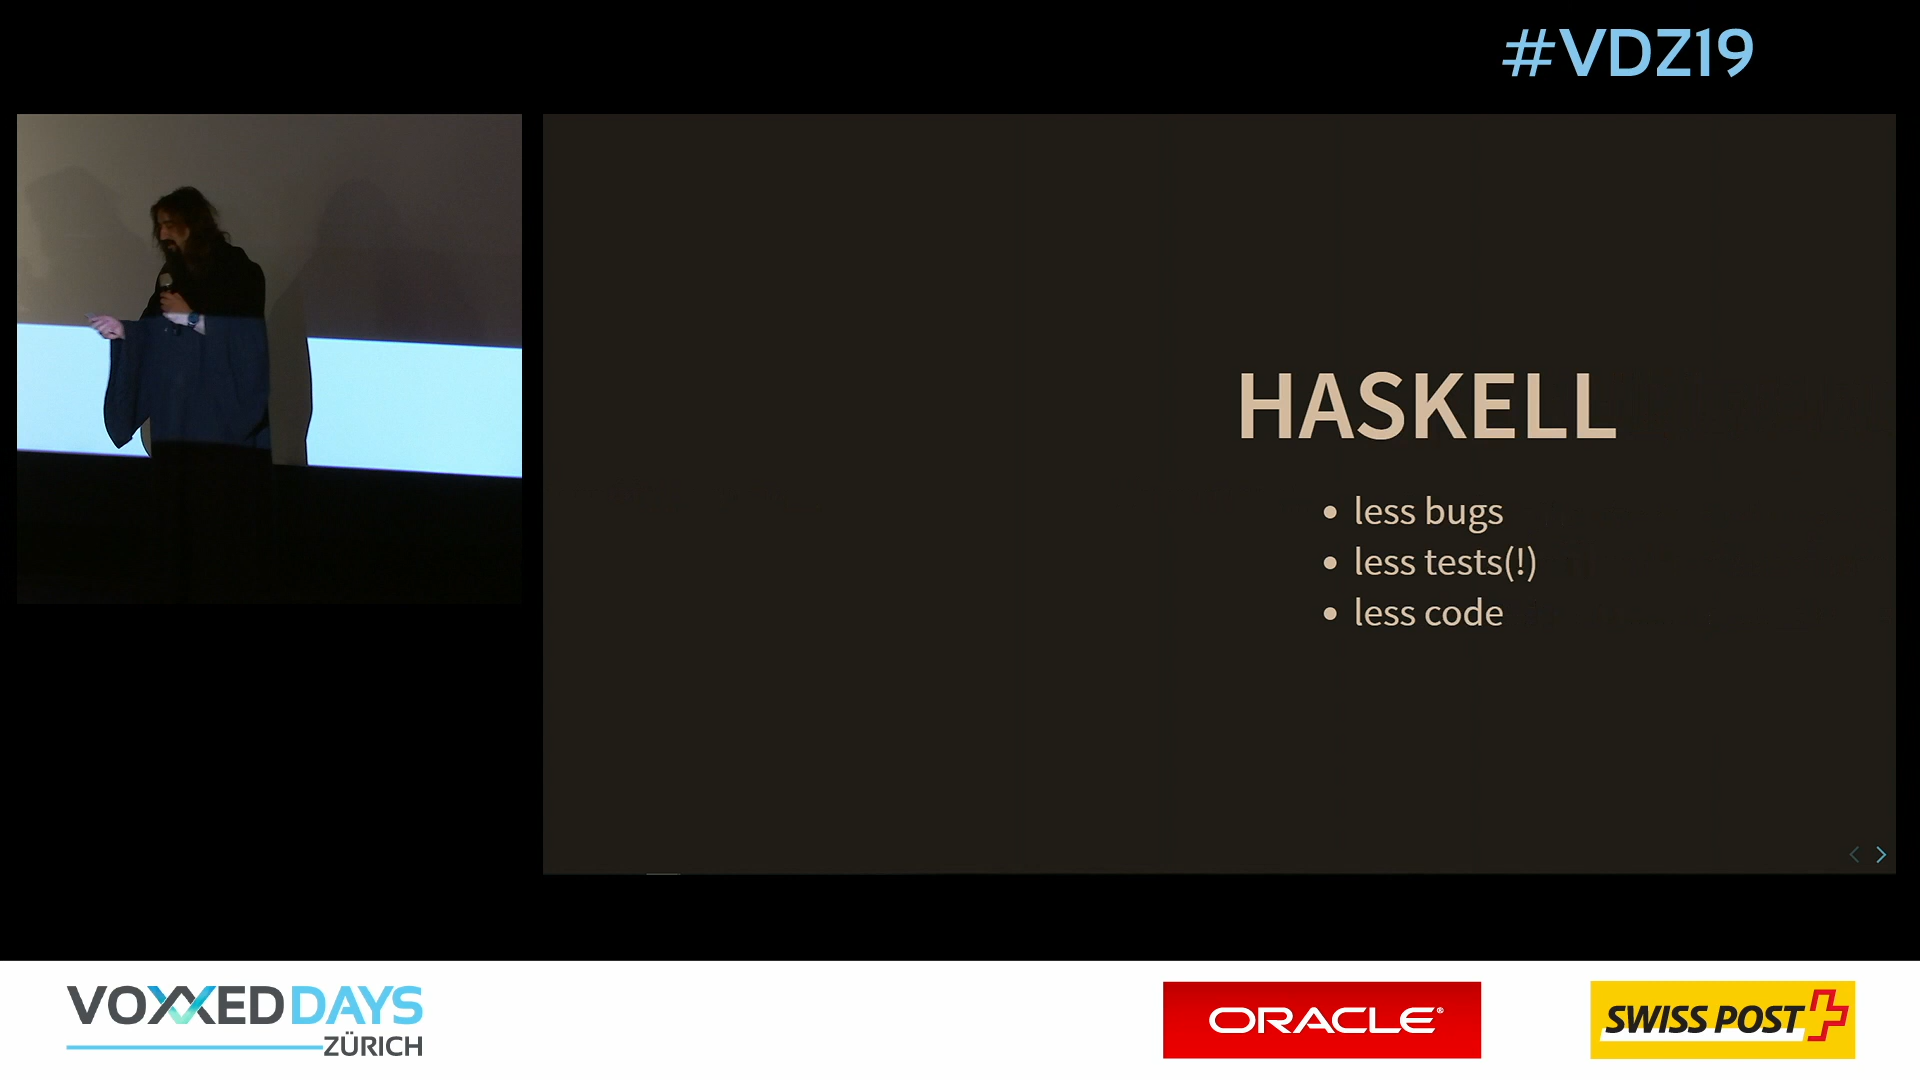 #VDZ19
HASKELL
less bugs
less tests(!)
less code
VOXXED DAYS
ZÜRICH
ORACLE®
SWISS POST